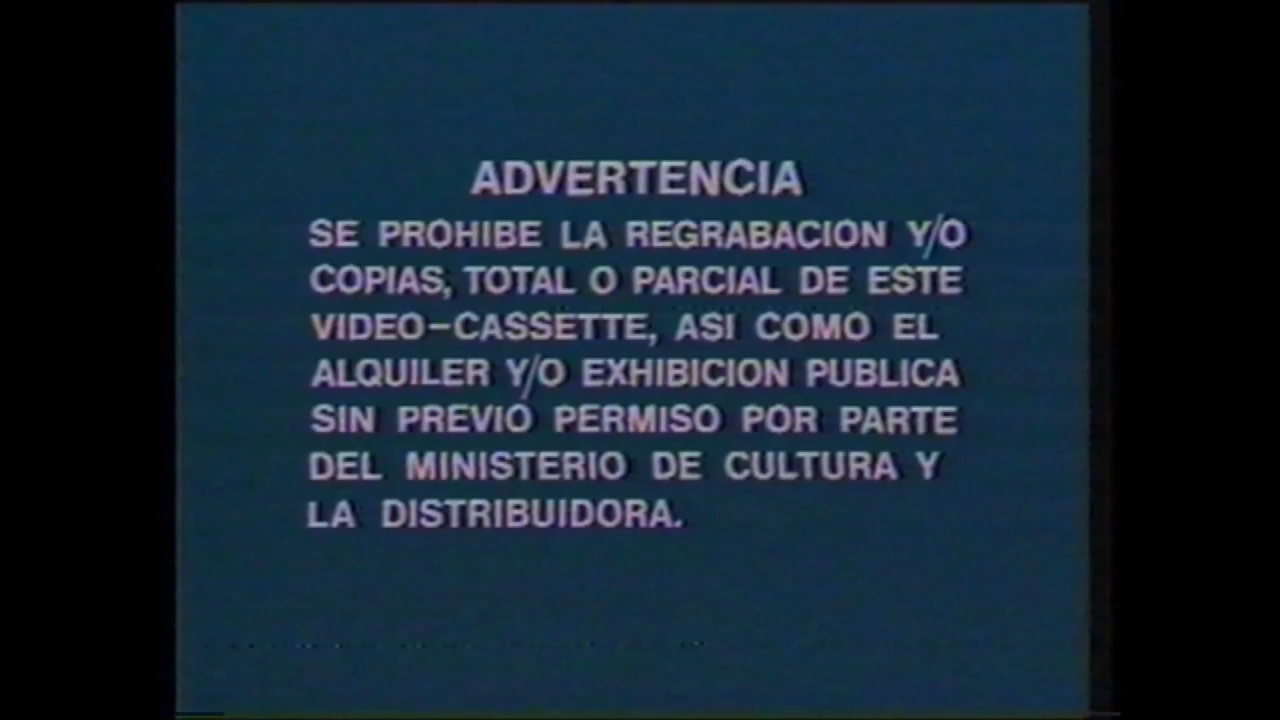 ADVERTENCIA
SE PROHIBE LA REGRABACION Y/O
COPIAS, TOTAL O PARCIAL DE ESTE
VIDEO-CASSETTE, ASI COMO EL
ALQUILER Y/O EXHIBICION PUBLICA
SIN PREVIO PERMISO POR PARTE
DEL MINISTERIO DE CULTURA Y
LA DISTRIBUIDORA.